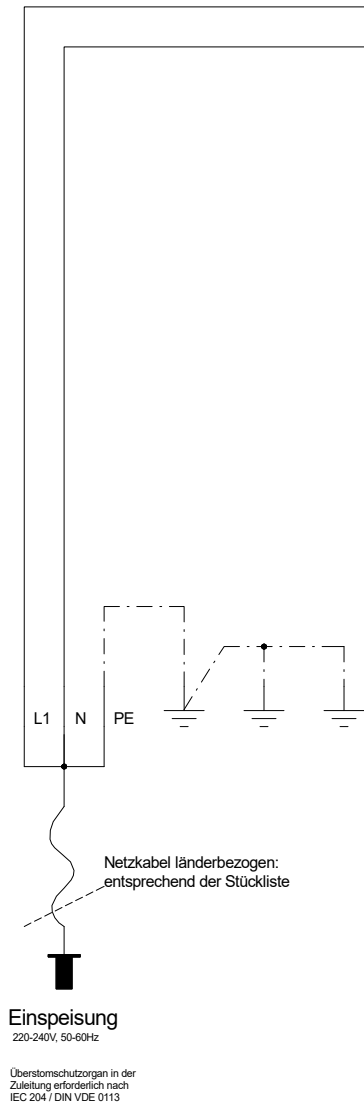 L1 N PE
Netzkabel länderbezogen:
entsprechend der Stückliste
Einspeisung
220-240V, 50-60Hz
Überstomschutzorgan in der
Zuleitung erforderlich nach
IEC 204 / DIN VDE 0113